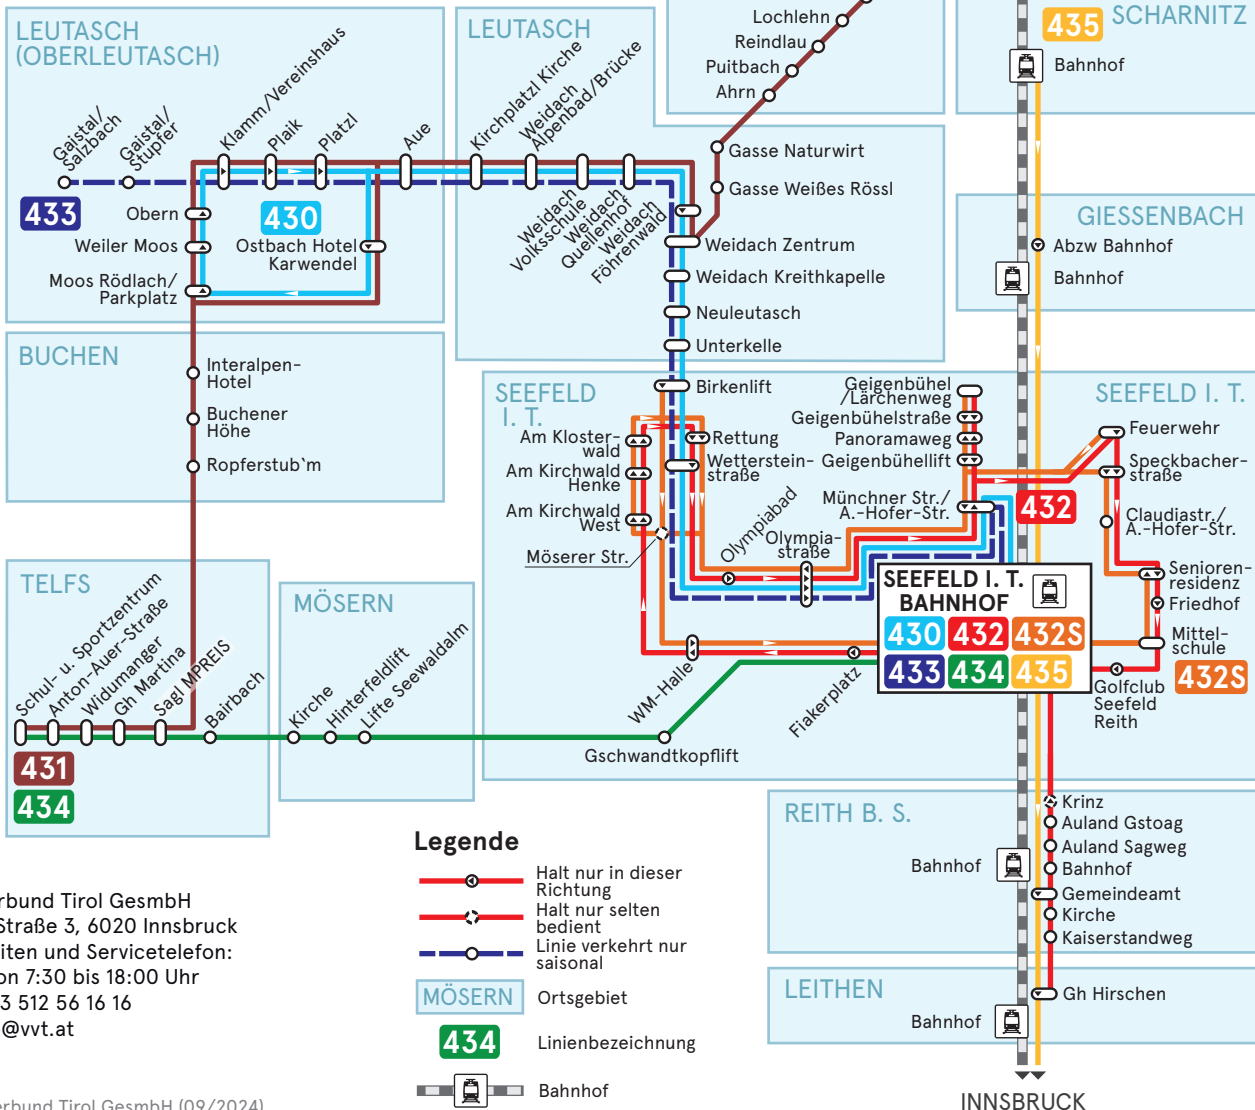 LEUTASCH
(OBERLEUTASCH)
Gaistal/
Salzbach
Gaistal/
Stupfer
Klamm/Vereinshaus
Plaik
Platzl
Aue
433
430
Obern
Weiler Moos
Moos Rödlach/
Parkplatz
Ostbach Hotel
Karwendel
LEUTASCH
Kirchplatzl Kirche
Weidach
Alpenbad/Brücke
Weidach
Volksschule
Weidach
Quellenhof
Weidach
Föhrenwald
Lochlehn
Reindlau
Puitbach
Ahrn
Gasse Naturwirt
Gasse Weißes Rössl
Weidach Zentrum
Weidach Kreithkapelle
Neuleutasch
Unterkelle
435
SCHARNITZ
Bahnhof
GIESSENBACH
Abzw Bahnhof
Bahnhof
BUCHEN
Interalpen-
Hotel
Buchener
Höhe
Ropferstub`m
SEEFELD
I. T.
Birkenlift
Am Kloster-
wald
Am Kirchwald
Henke
Am Kirchwald
West
Möserer Str.
Rettung
Wetterstein-
straße
Olympiabad
Olympia-
straße
Geigenbühel
/Lärchenweg
Geigenbühelstraße
Panoramaweg
Geigenbühellift
Münchner Str./
A.-Hofer-Str.
SEEFELD I. T.
Feuerwehr
Speckbacher-
straße
432
Claudiastr./
A.-Hofer-Str.
Senioren-
residenz
Friedhof
Mittel-
schule
432S
Golfclub
Seefeld
Reith
SEEFELD I. T.
BAHNHOF
430 432 432S
433 434 435
WM-Halle
Fiakerplatz
Gschwandtkopflift
TELFS
Schul- u. Sportzentrum
Anton-Auer-Straße
Widumanger
Gh Martina
Sagl MPREIS
Bairbach
431
434
MÖSERN
Kirche
Hinterfeldlift
Lifte Seewaldalm
REITH B. S.
Bahnhof
Krinz
Auland Gstoag
Auland Sagweg
Bahnhof
Gemeindeamt
Kirche
Kaiserstandweg
LEITHEN
Bahnhof
Gh Hirschen
INNSBRUCK
Legende
Halt nur in dieser
Richtung
Halt nur selten
bedient
Linie verkehrt nur
saisonal
MÖSERN Ortsgebiet
434 Linienbezeichnung
Bahnhof
rbund Tirol GesmbH
Straße 3, 6020 Innsbruck
iten und Servicetelefon:
on 7:30 bis 18:00 Uhr
3 512 56 16 16
@vvt.at
erbund Tirol GesmbH (09/2024)